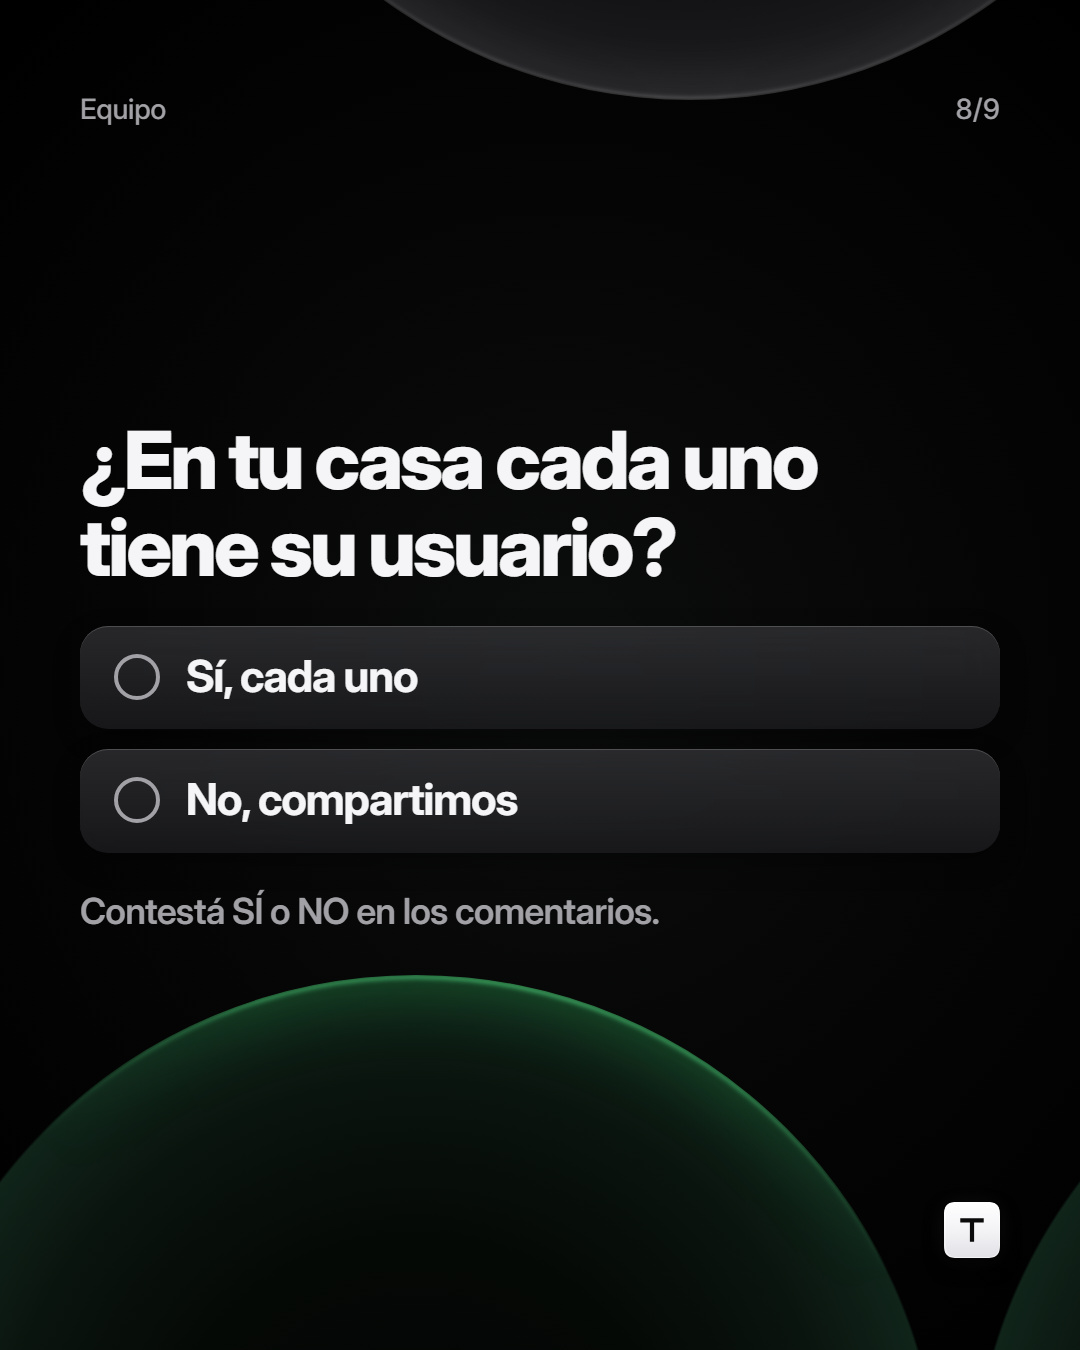 Equipo
8/9
¿En tu casa cada uno
tiene su usuario?
Sí, cada uno
No, compartimos
Contestá SÍ o NO en los comentarios.
T